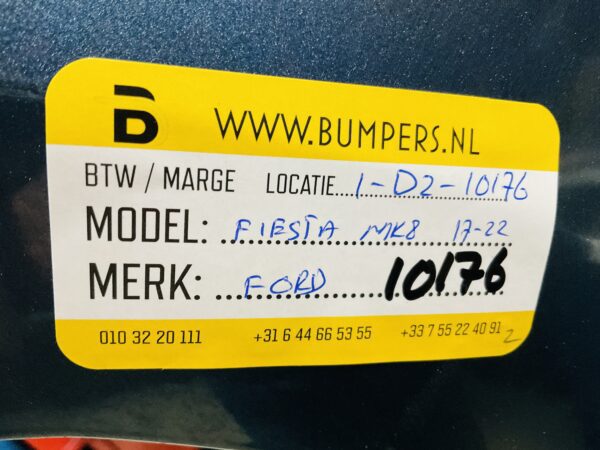 B WWW.BUMPERS.NL
BTW / MARGE LOCATIE...1-D2-10176
MODEL: FIESTA MK8 17-22
MERK: FORD 10176
010 32 20 111 +31 6 44 66 53 55 +33 7 55 22 40 91 2